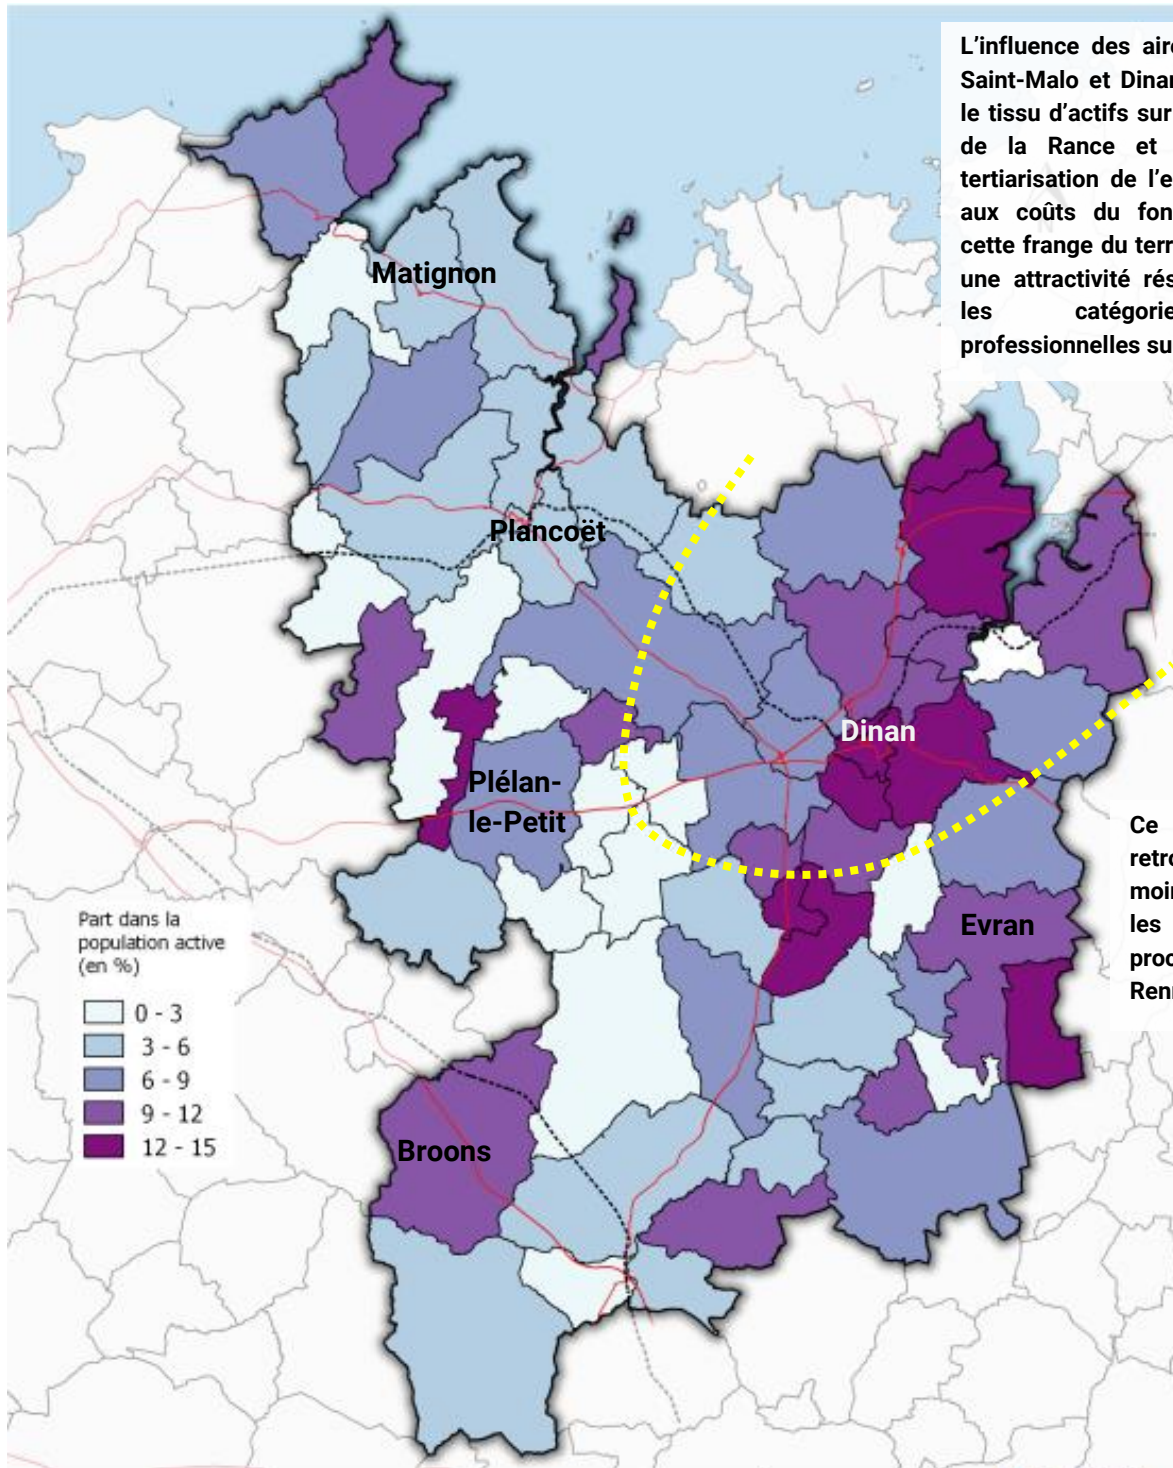 L’influence des aire
Saint-Malo et Dinar
le tissu d’actifs sur
de la Rance et
tertiarisation de l’e
aux coûts du fon
cette frange du terr
une attractivité rés
les catégorie
professionnelles su
Matignon
Plancoët
Dinan
Plélan-
le-Petit
Ce
retro
moin
les
proc
Ren
Evran
Broons
Part dans la
population active
(en %)
0 - 3
3 - 6
6 - 9
9 - 12
12 - 15